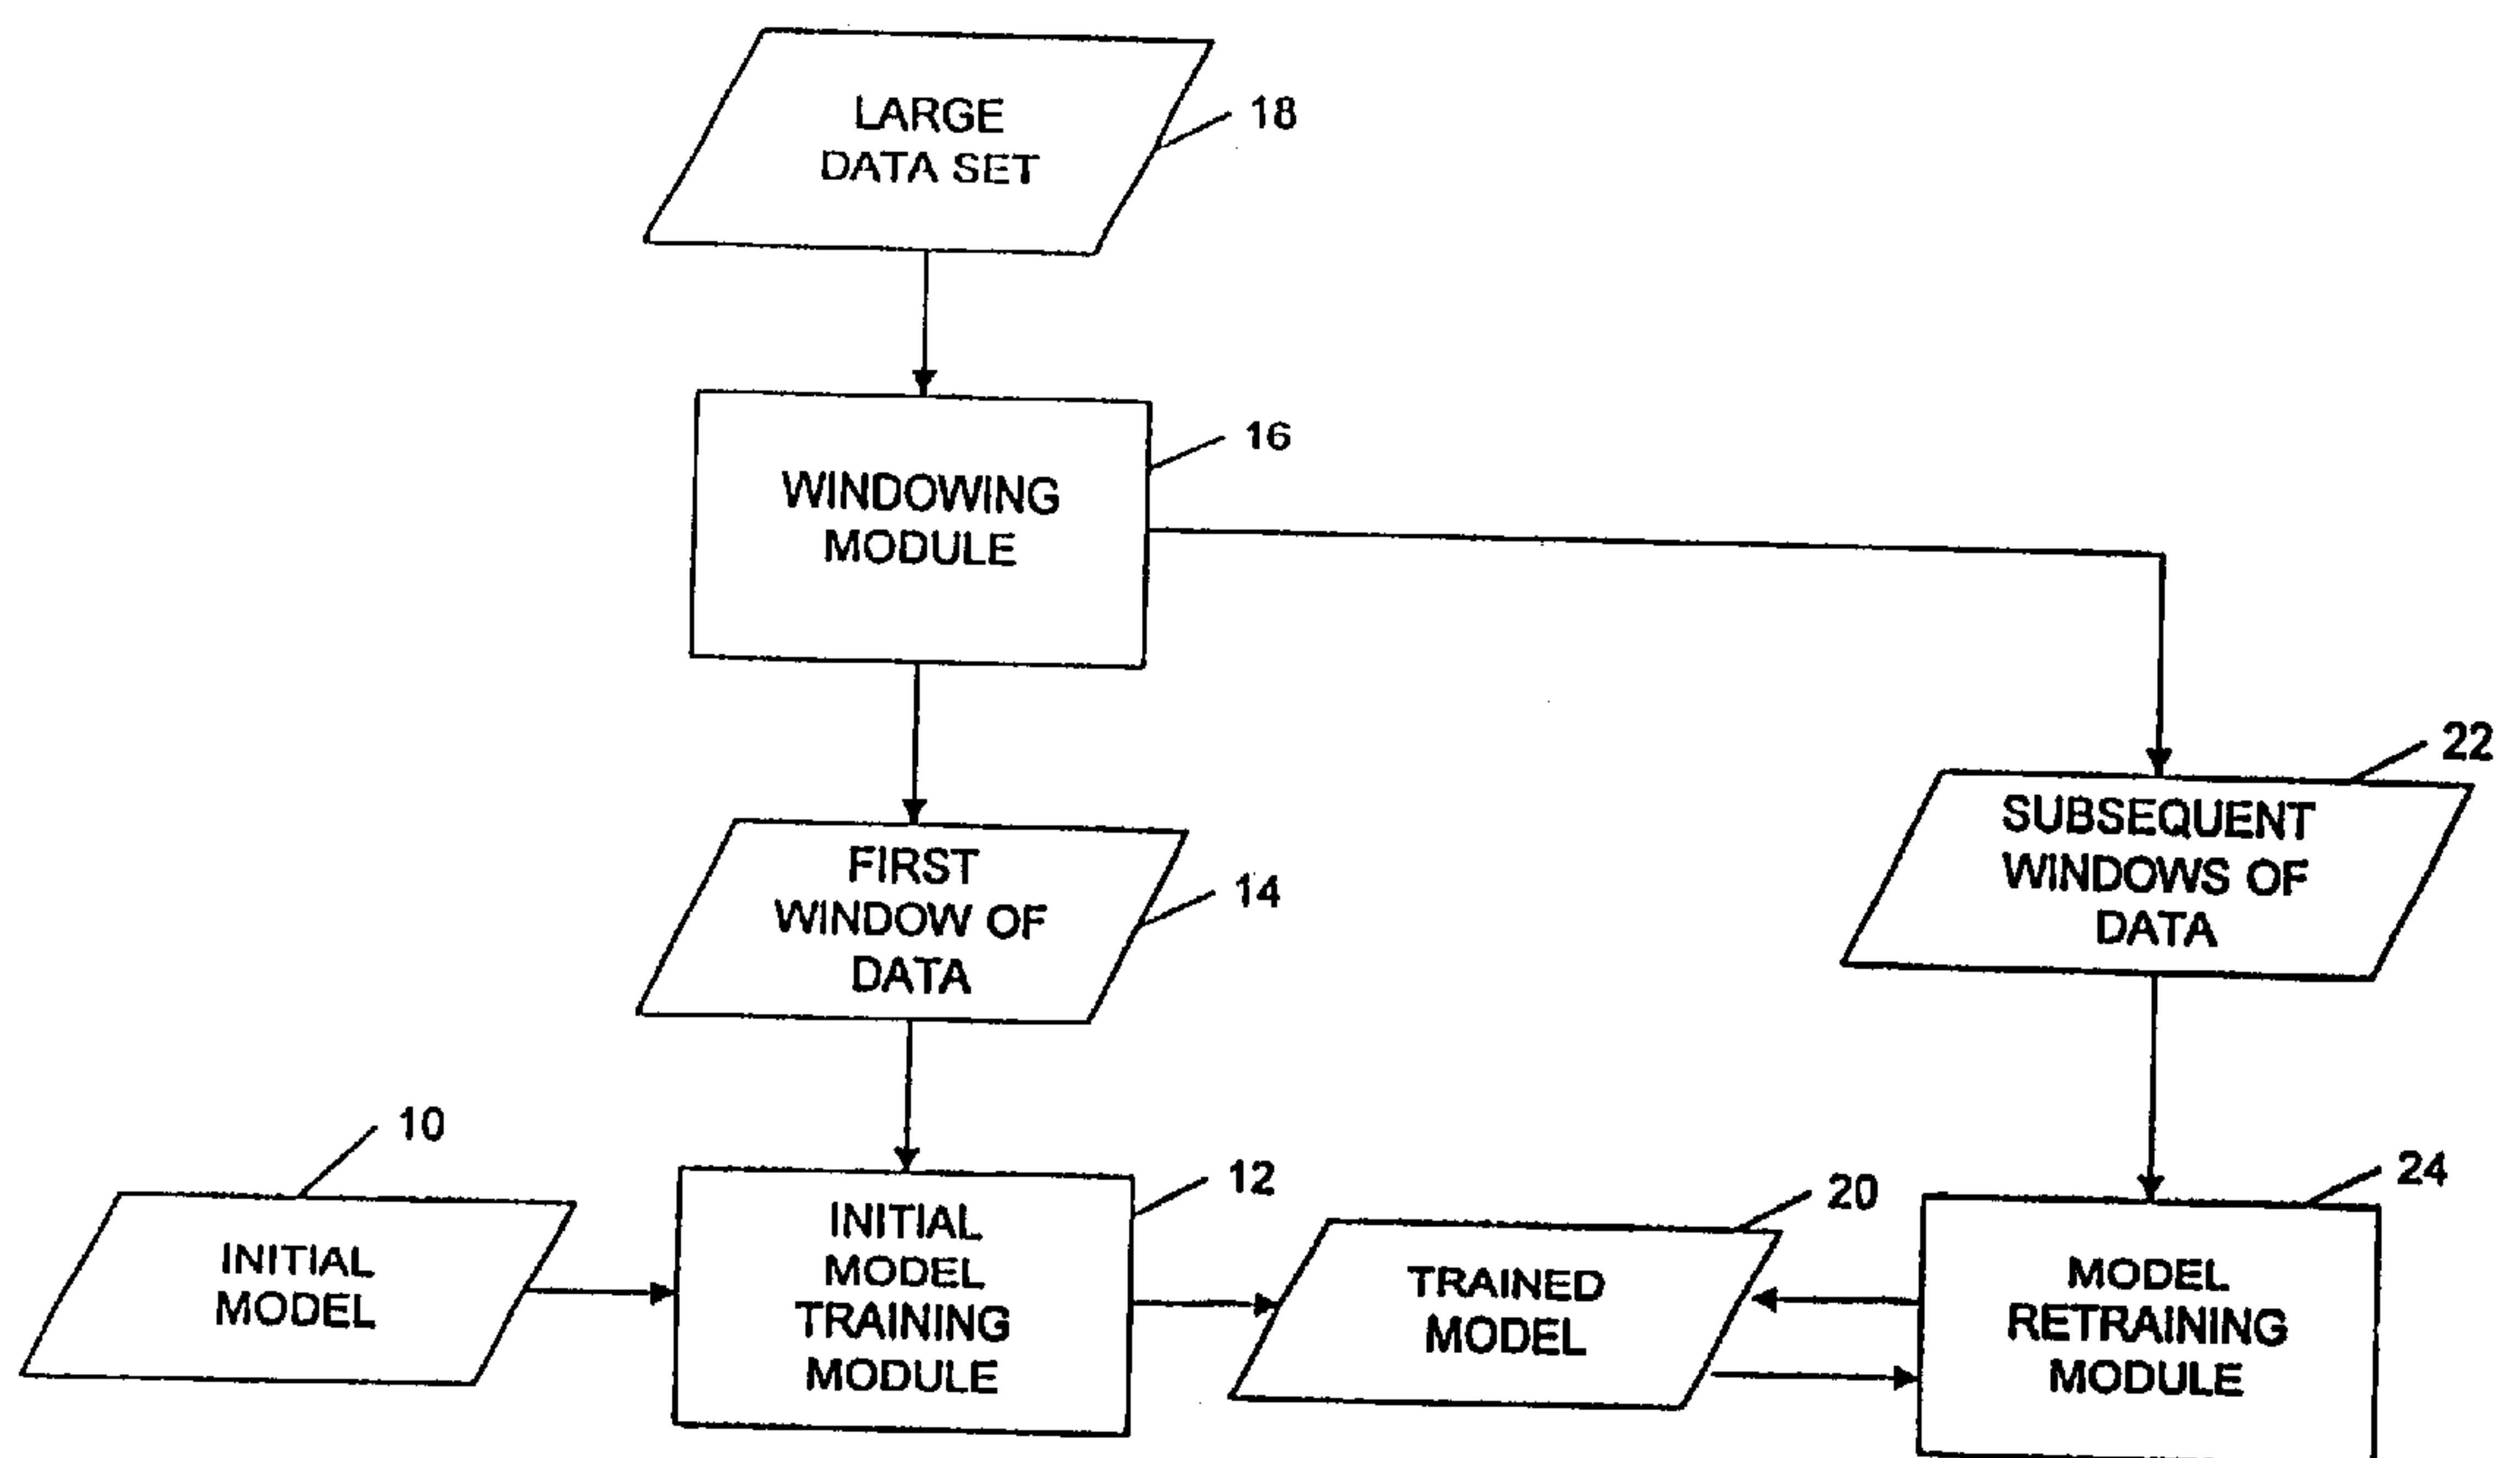 LARGE
DATA SET
18
WINDOWING
MODULE
16
FIRST
WINDOW OF
DATA
14
SUBSEQUENT
WINDOWS OF
DATA
22
INITIAL
MODEL
10
INITIAL
MODEL
TRAINING
MODULE
12
TRAINED
MODEL
20
MODEL
RETRAINING
MODULE
24